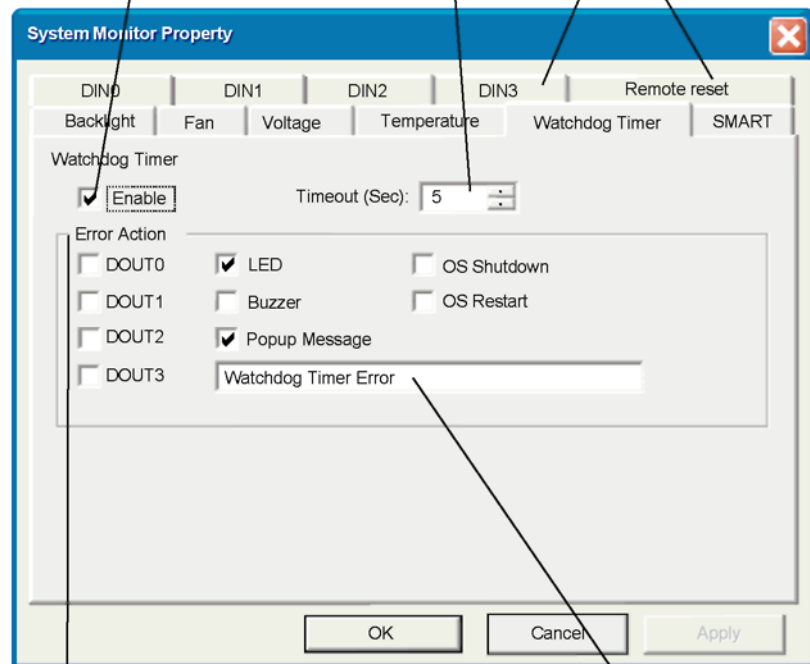 System Monitor Property
DIN0 DIN1 DIN2 DIN3 Remote reset
Backlight Fan Voltage Temperature Watchdog Timer SMART
Watchdog Timer
Enable Timeout (Sec): 5
Error Action
DOUT0 LED OS Shutdown
DOUT1 Buzzer OS Restart
DOUT2 Popup Message
DOUT3 Watchdog Timer Error
OK Cancel Apply